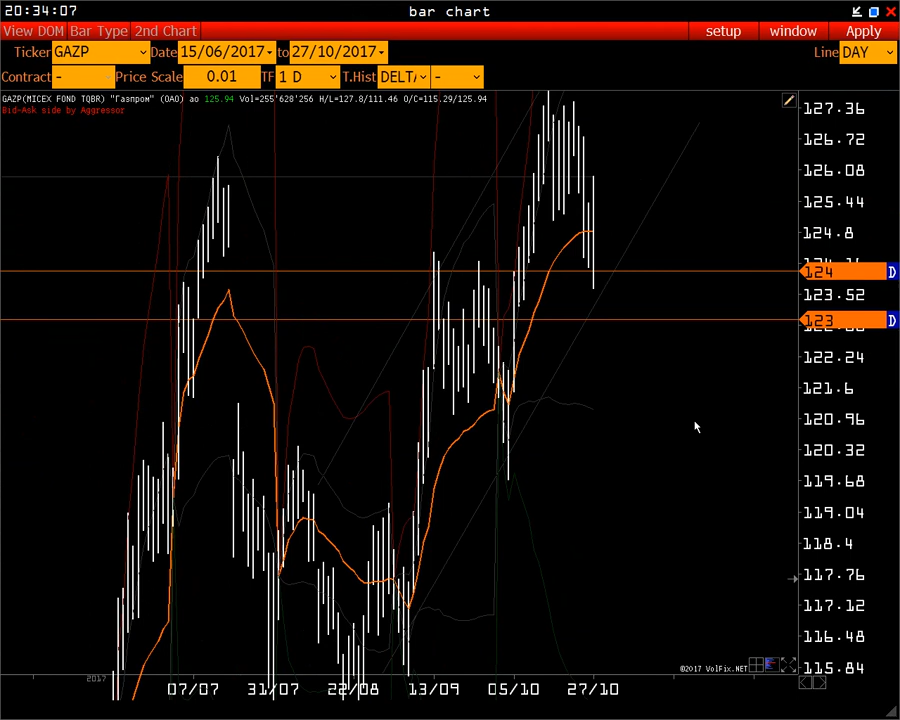 20:34:07 bar chart
View DOM Bar Type 2nd Chart setup window Apply
Ticker GAZP Date 15/06/2017 to 27/10/2017 Line DAY
Contract - Price Scale 0.01 TF 1 D T.Hist DELT -
GAZP(MICEX FOND TQBR) "Газпром" (ОАО) ао 125.94 Vol=255'628'256 H/L=127.8/111.46 O/C=115.29/125.94
Bid-Ask side by Aggressor
127.36
126.72
126.08
125.44
124.8
124 D
123.52
123 D
122.24
121.6
120.96
120.32
119.68
119.04
118.4
117.76
117.12
116.48
115.84
©2017 VolFix.NET
2017
07/07 31/07 22/08 13/09 05/10 27/10